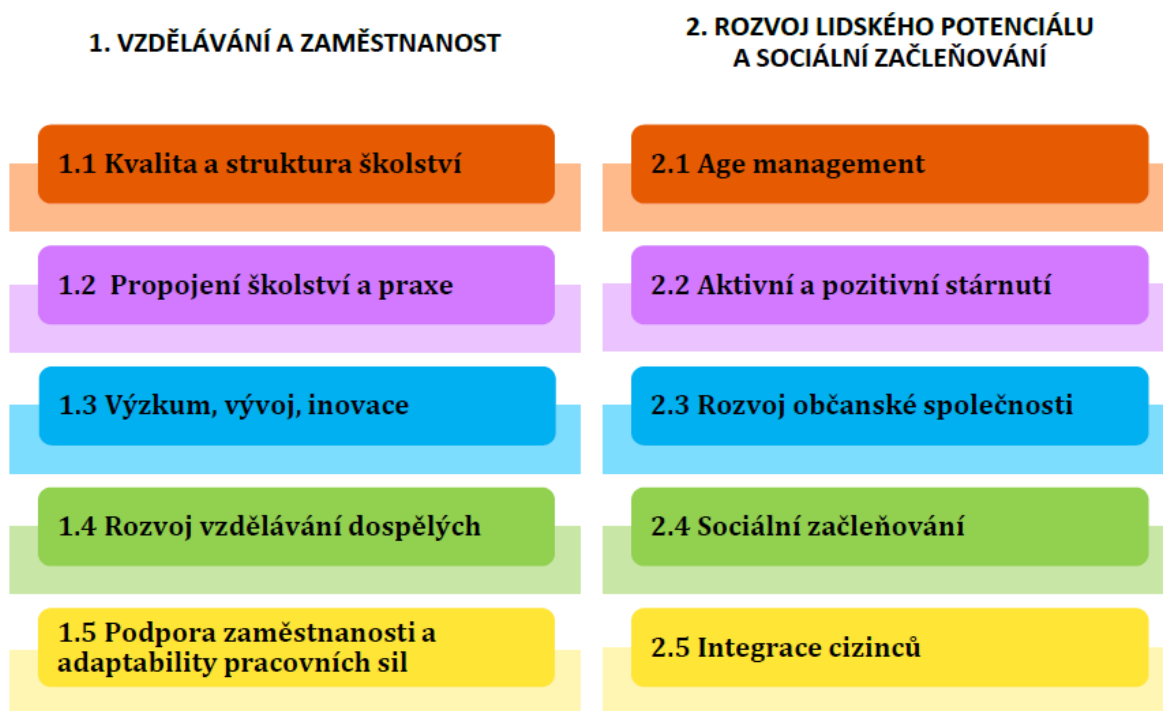 1. VZDĚLÁVÁNÍ A ZAMĚSTNANOST
1.1 Kvalita a struktura školství
1.2 Propojení školství a praxe
1.3 Výzkum, vývoj, inovace
1.4 Rozvoj vzdělávání dospělých
1.5 Podpora zaměstnanosti a
adaptability pracovních sil
2. ROZVOJ LIDSKÉHO POTENCIÁLU
A SOCIÁLNÍ ZAČLEŇOVÁNÍ
2.1 Age management
2.2 Aktivní a pozitivní stárnutí
2.3 Rozvoj občanské společnosti
2.4 Sociální začleňování
2.5 Integrace cizinců